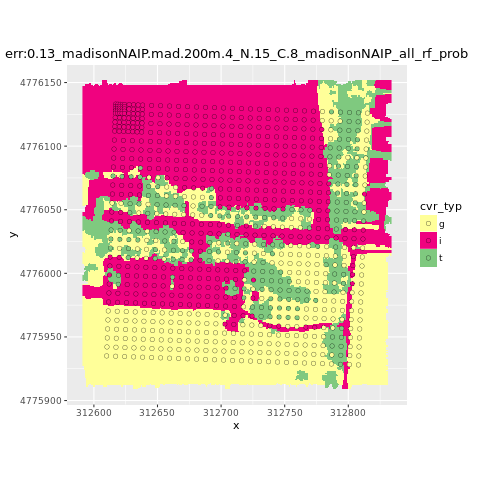 err:0.13_madisonNAIP.mad.200m.4_N.15_C.8_madisonNAIP_all_rf_prob
4776150
4776100
4776050
4776000
4775950
4775900
y
312600 312650 312700 312750 312800
x
cvr_typ
g
i
t